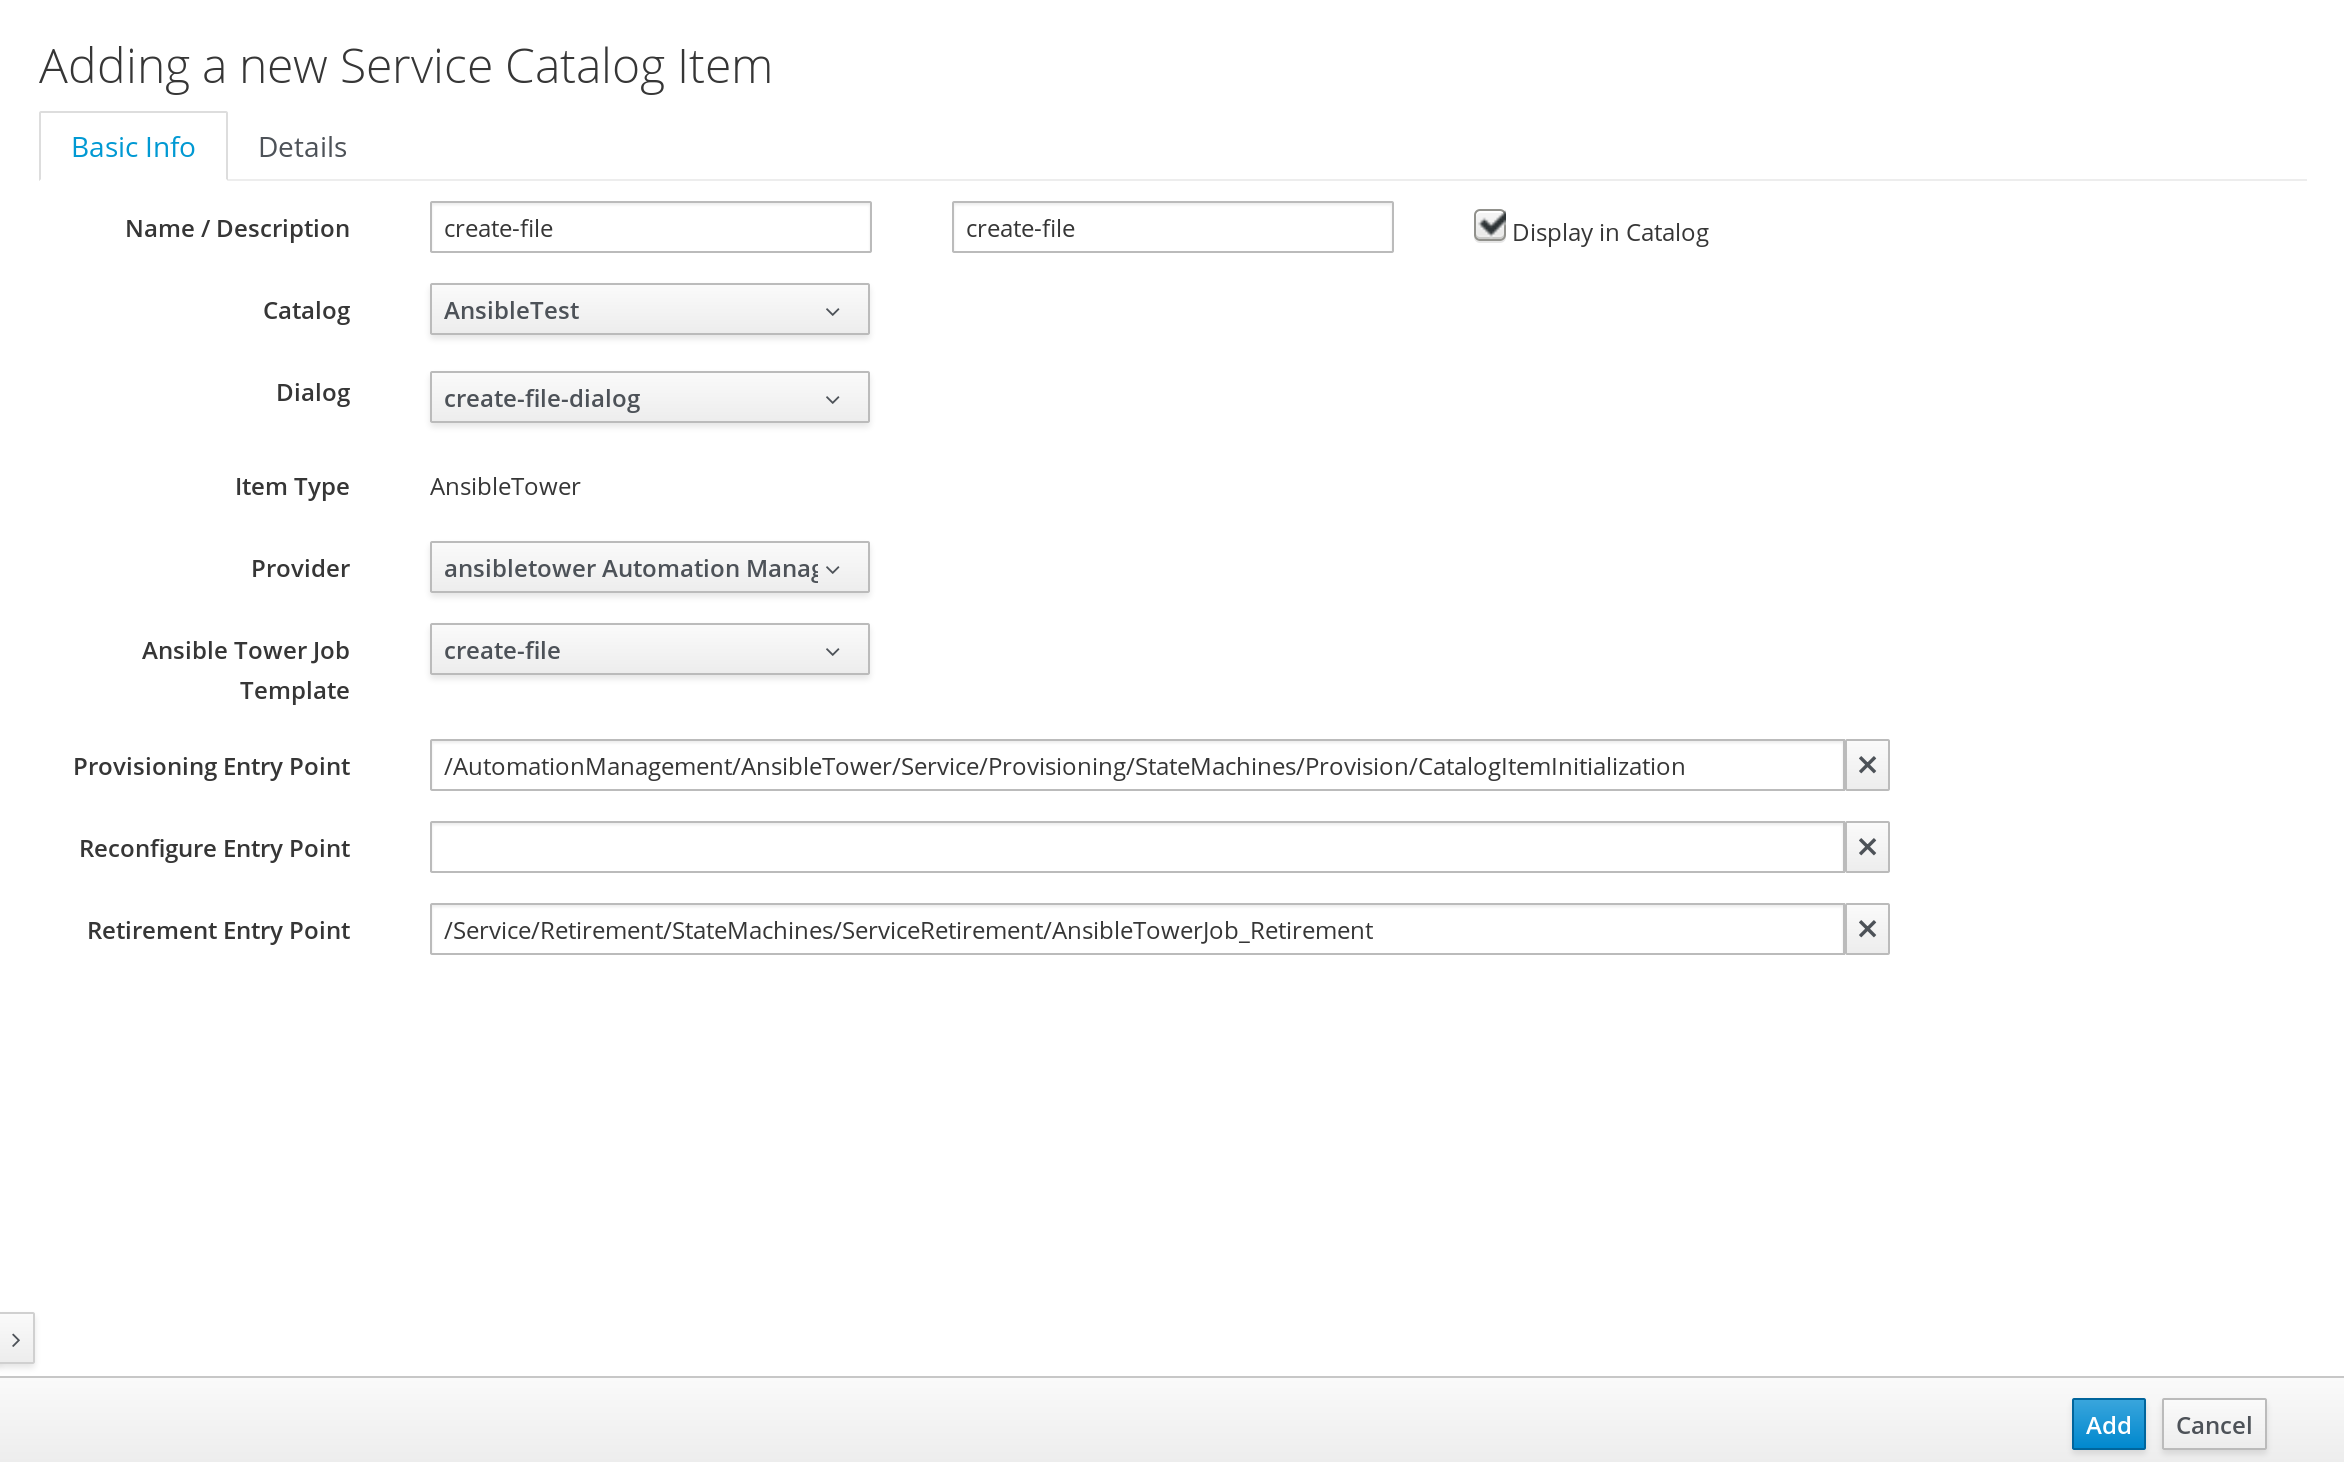 Adding a new Service Catalog Item
Basic Info Details
Name / Description create-file create-file Display in Catalog
Catalog AnsibleTest
Dialog create-file-dialog
Item Type AnsibleTower
Provider ansibletower Automation Manag
Ansible Tower Job create-file
Template
Provisioning Entry Point /AutomationManagement/AnsibleTower/Service/Provisioning/StateMachines/Provision/CatalogItemInitialization
Reconfigure Entry Point
Retirement Entry Point /Service/Retirement/StateMachines/ServiceRetirement/AnsibleTowerJob_Retirement
Add Cancel